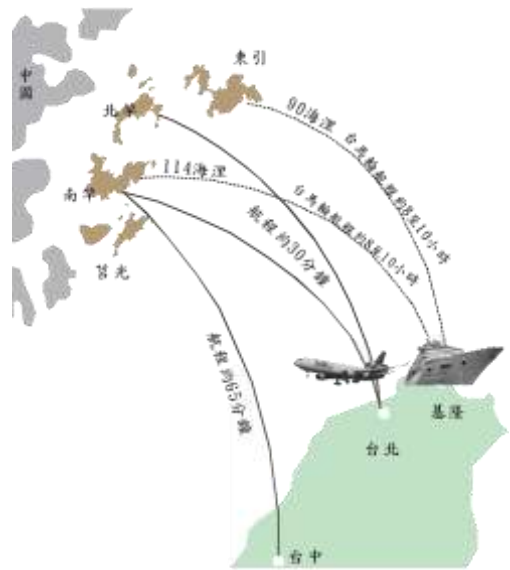 東引
中國
北竿
90海浬 台馬輪航程約8至10小時
114海浬
台馬輪航程約8至10小時
南竿
航程約30分鐘
莒光
航程約65分鐘
基隆
台北
台中